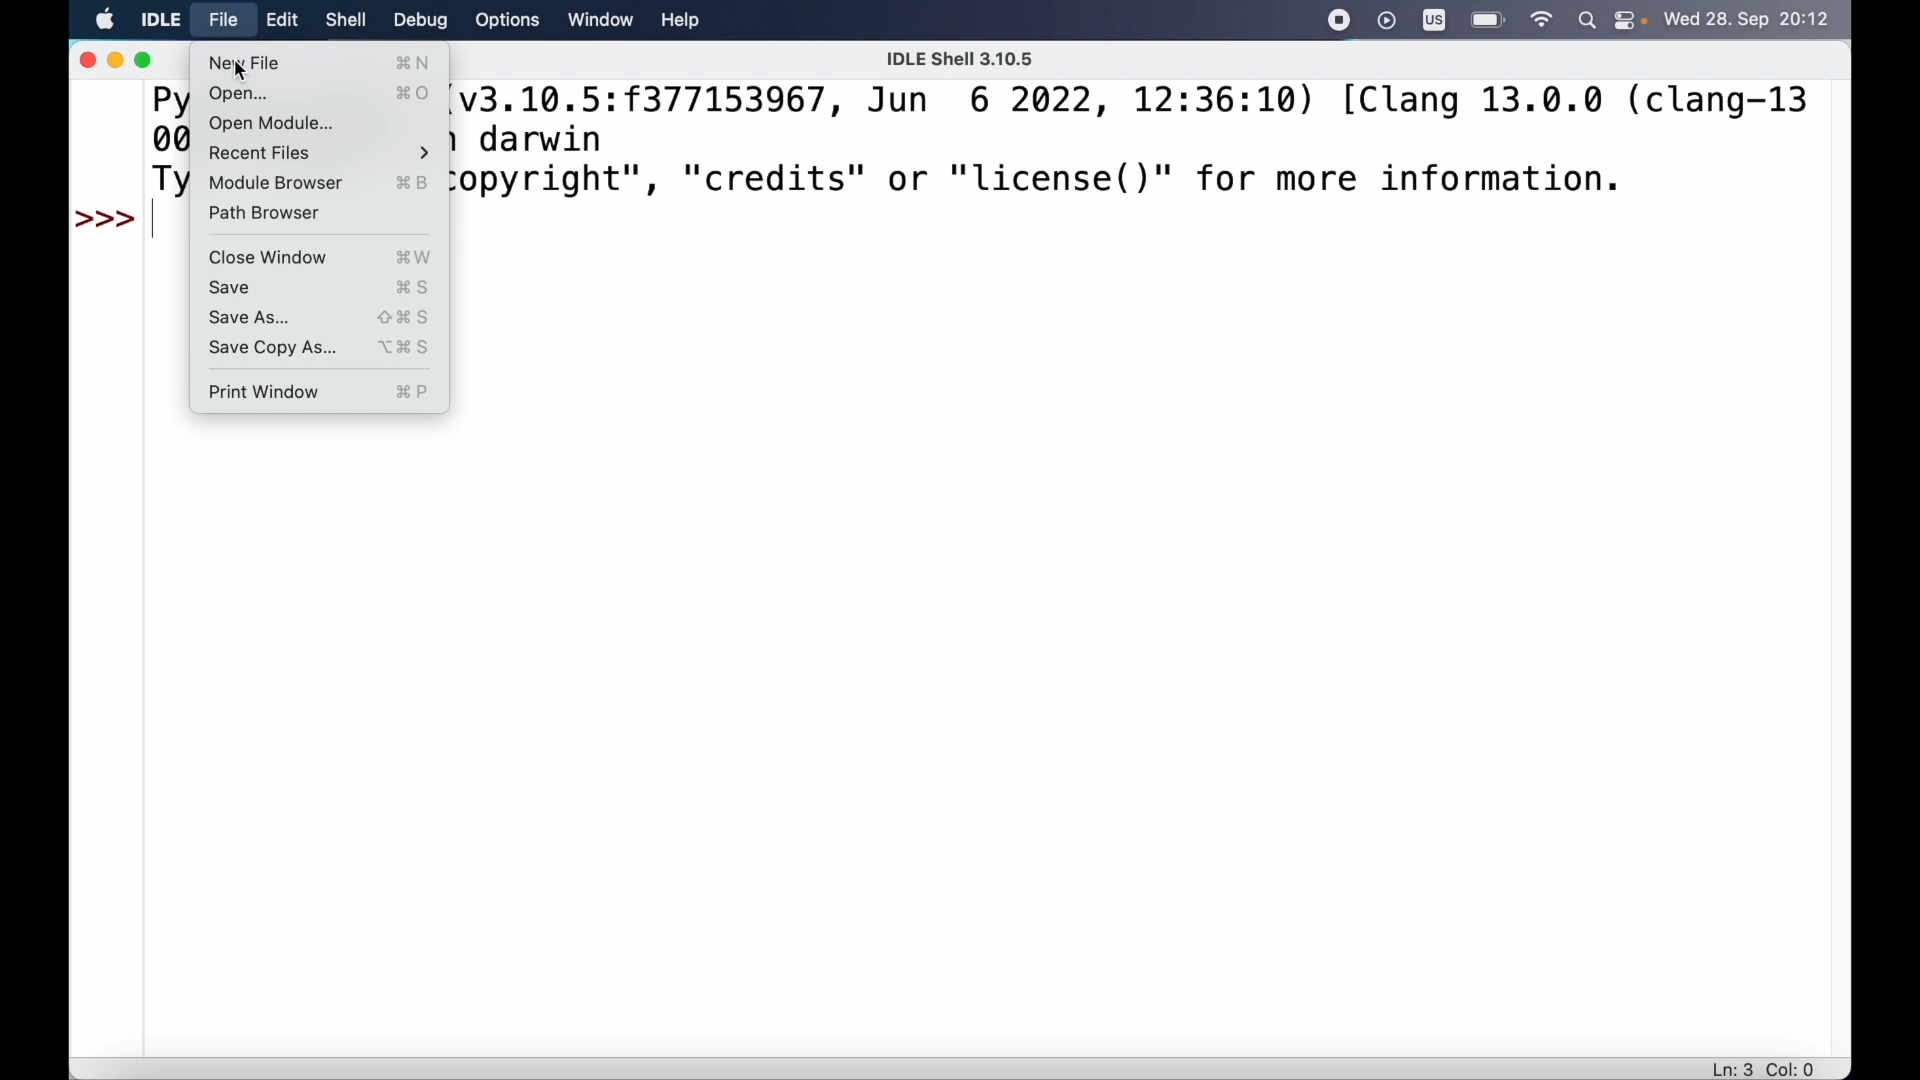 IDLE File Edit Shell Debug Options Window Help US Wed 28. Sep 20:12
IDLE Shell 3.10.5
New File ⌘ N
Open... ⌘ O
Open Module...
Recent Files >
Module Browser ⌘ B
Path Browser
Close Window ⌘ W
Save ⌘ S
Save As... ⇧ ⌘ S
Save Copy As... ⌥ ⌘ S
Print Window ⌘ P
Py (v3.10.5:f377153967, Jun  6 2022, 12:36:10) [Clang 13.0.0 (clang-13
00 darwin
Ty copyright", "credits" or "license()" for more information.
>>>
Ln: 3 Col: 0